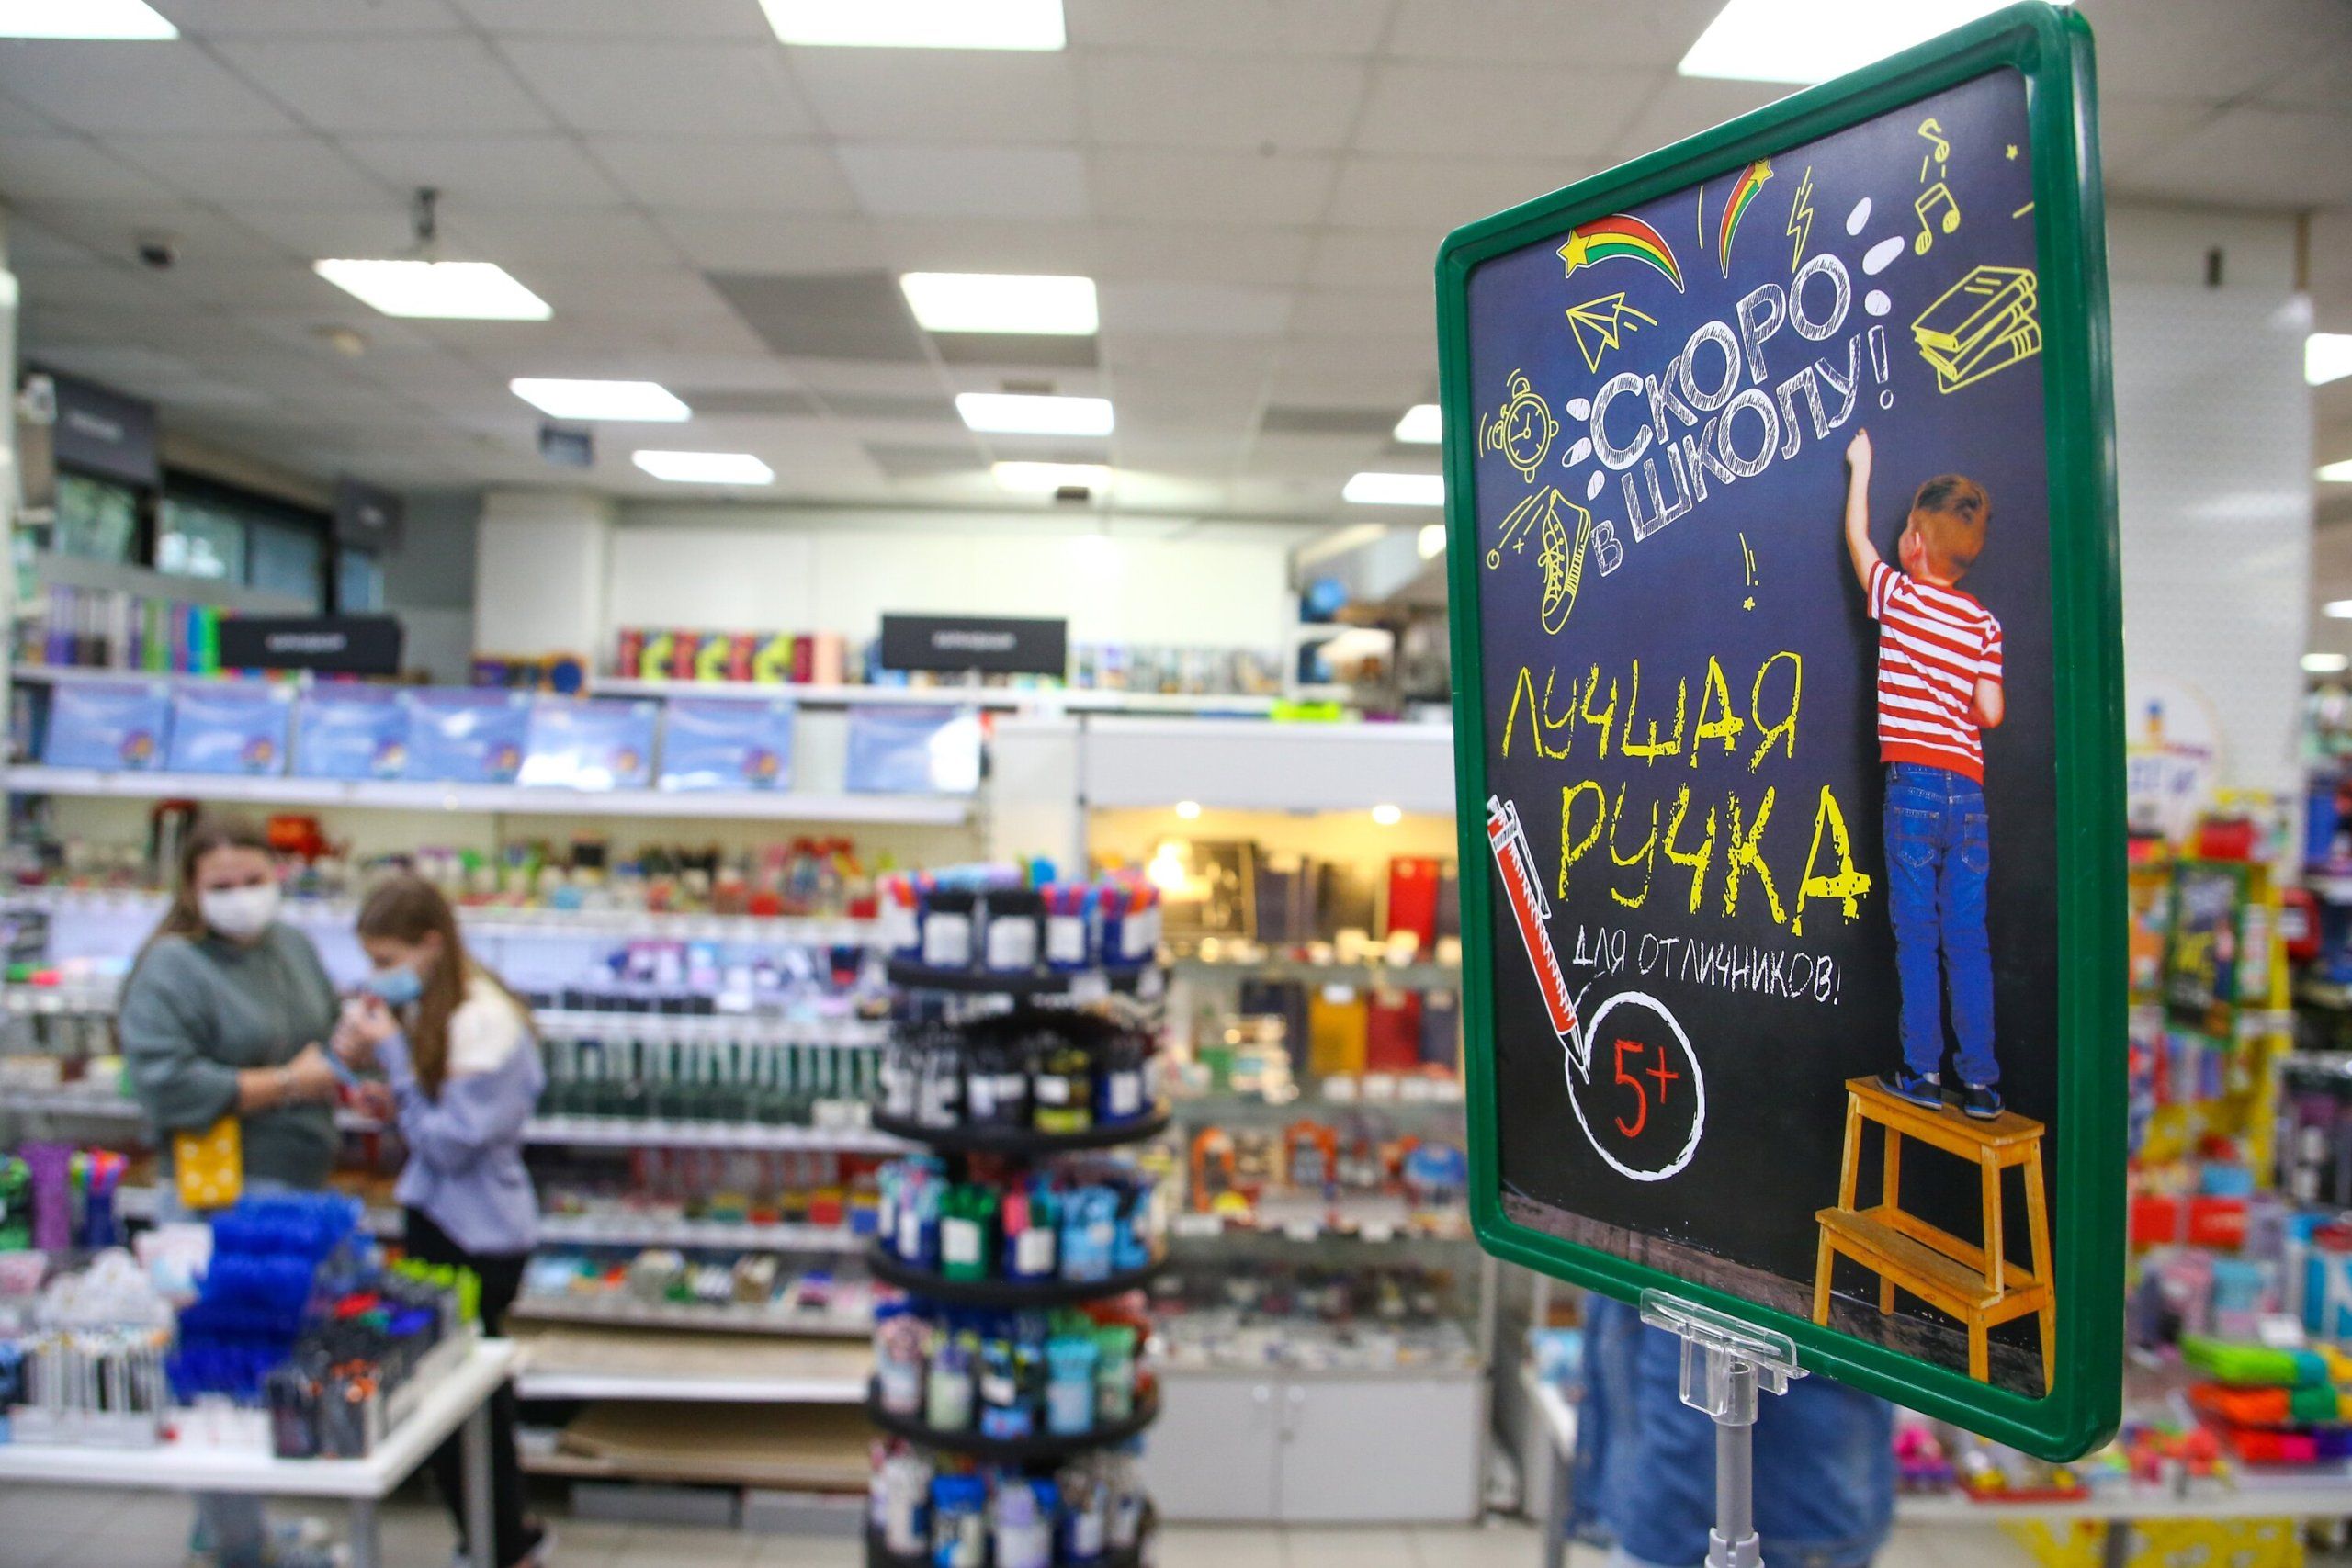 СКОРО
В ШКОЛУ!
ЛУЧШАЯ
РУЧКА
ДЛЯ ОТЛИЧНИКОВ!
5+